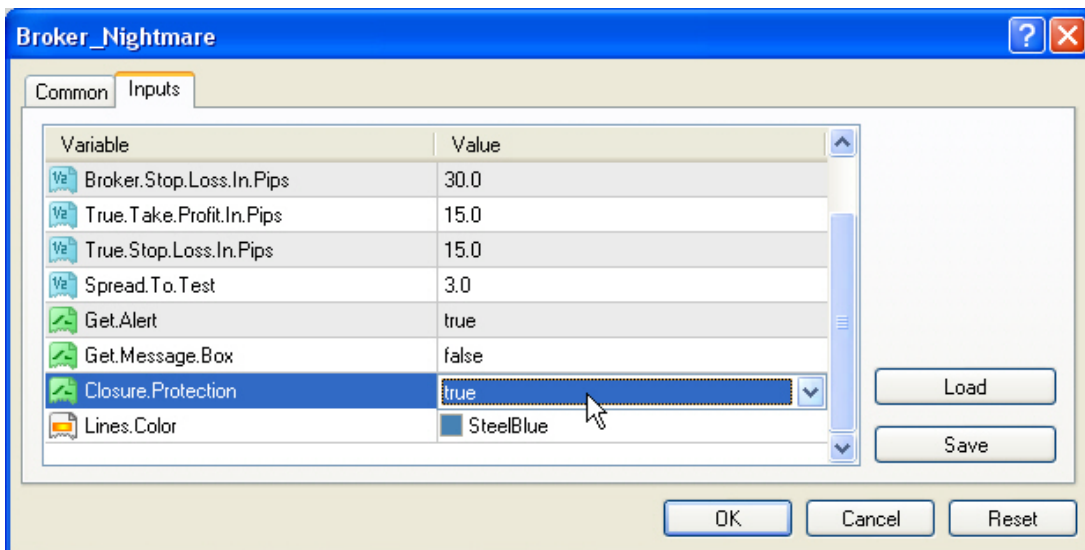 Broker_Nightmare
Common Inputs
Variable Value
Broker.Stop.Loss.In.Pips 30.0
True.Take.Profit.In.Pips 15.0
True.Stop.Loss.In.Pips 15.0
Spread.To.Test 3.0
Get.Alert true
Get.Message.Box false
Closure.Protection true
Lines.Color SteelBlue
Load
Save
OK Cancel Reset